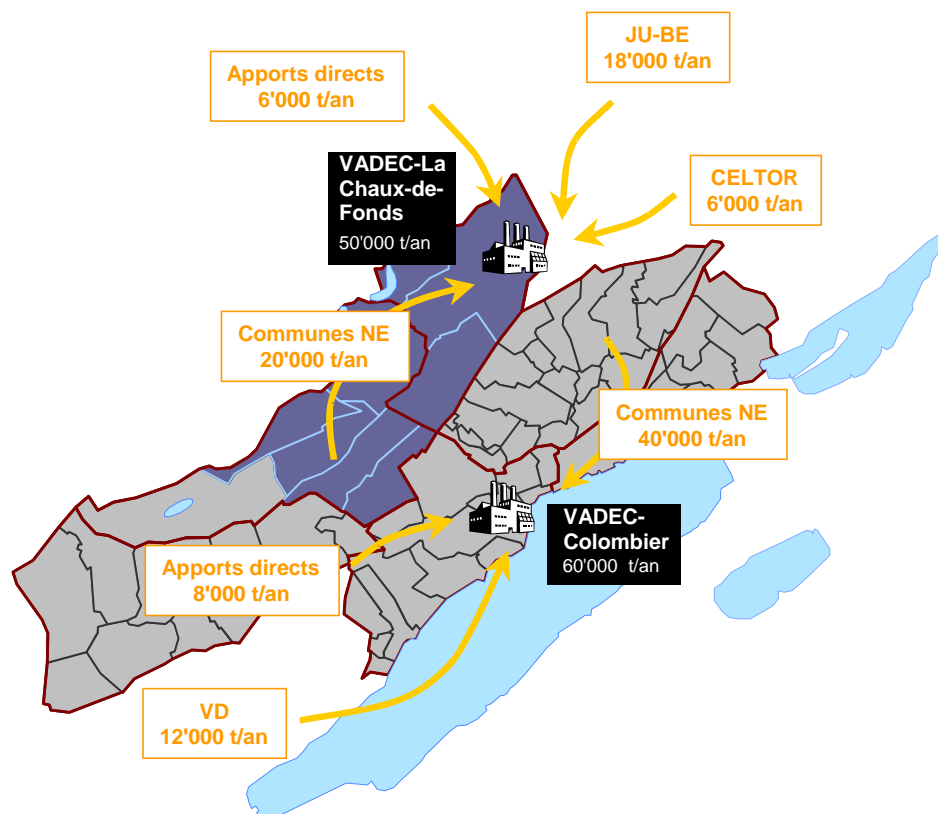 JU-BE
18'000 t/an
Apports directs
6'000 t/an
VADEC-La
Chaux-de-
Fonds
50'000 t/an
CELTOR
6'000 t/an
Communes NE
20'000 t/an
Communes NE
40'000 t/an
VADEC-
Colombier
60'000 t/an
Apports directs
8'000 t/an
VD
12'000 t/an